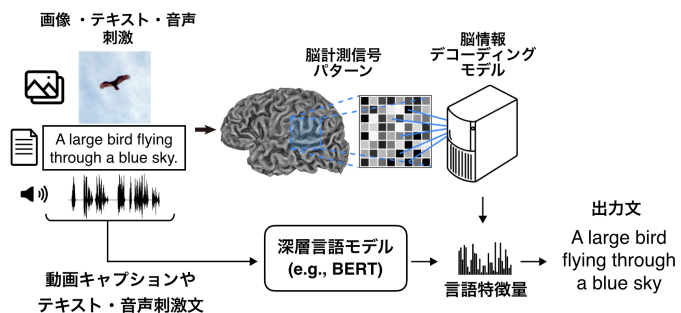 画像・テキスト・音声
刺激
A large bird flying
through a blue sky.
動画キャプションや
テキスト・音声刺激文
脳計測信号
パターン
脳情報
デコーディング
モデル
深層言語モデル
(e.g., BERT)
言語特徴量
出力文
A large bird
flying through
a blue sky